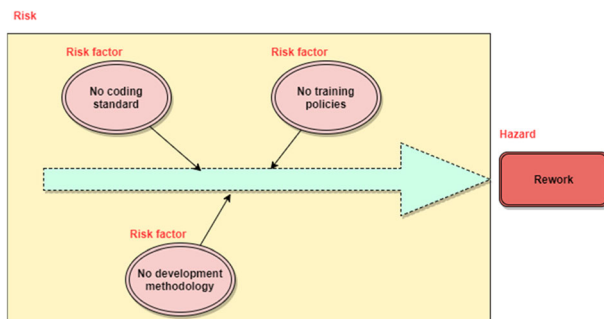 Risk
Risk factor
Risk factor
No coding
standard
No training
policies
Hazard
Rework
Risk factor
No development
methodology